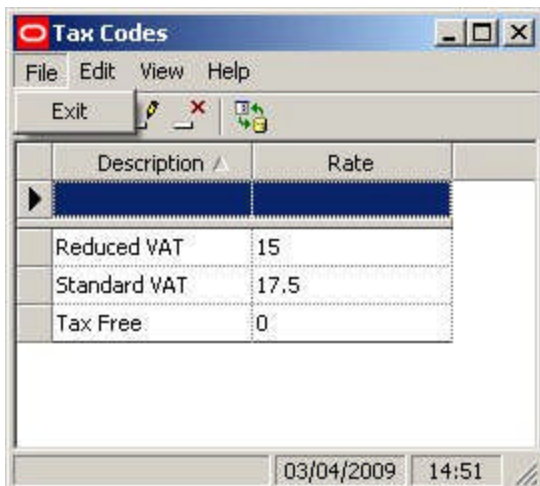 Tax Codes
File Edit View Help
Exit
Description Rate
Reduced VAT 15
Standard VAT 17.5
Tax Free 0
03/04/2009 14:51